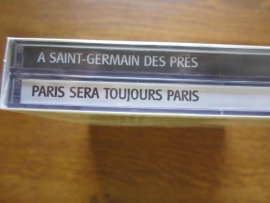 A SAINT-GERMAIN DES PRÉS
PARIS SERA TOUJOURS PARIS